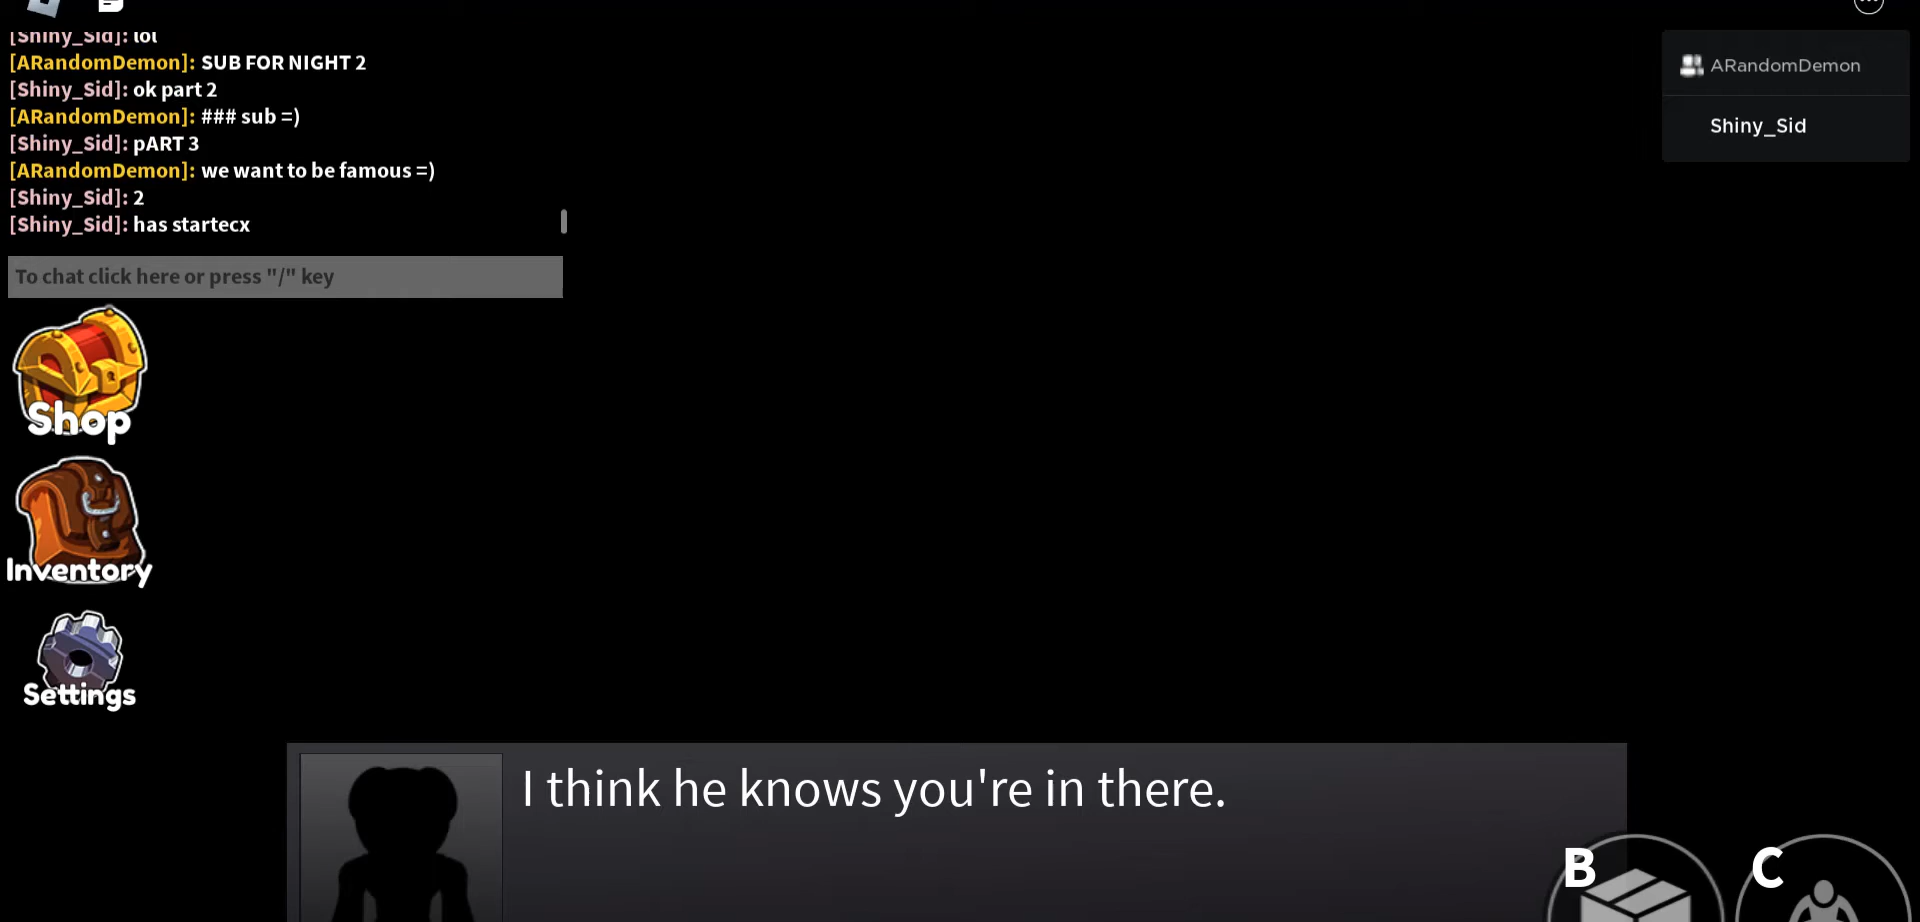 [Shiny_Sid]: lol
[ARandomDemon]: SUB FOR NIGHT 2
[Shiny_Sid]: ok part 2
[ARandomDemon]: ### sub =)
[Shiny_Sid]: pART 3
[ARandomDemon]: we want to be famous =)
[Shiny_Sid]: 2
[Shiny_Sid]: has startecx
To chat click here or press "/" key
ARandomDemon
Shiny_Sid
Shop
Inventory
Settings
I think he knows you're in there.
B
C